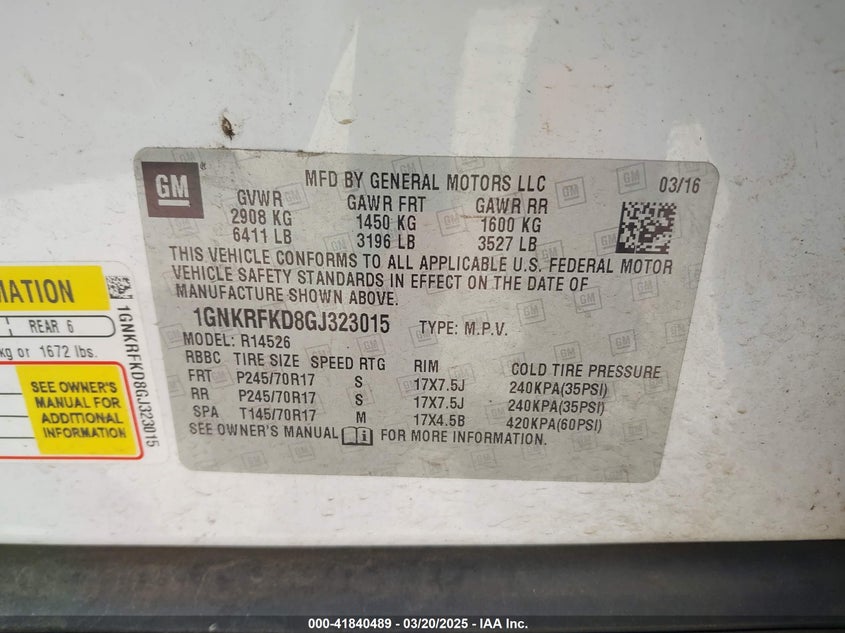 GM
®
MFD BY GENERAL MOTORS LLC
03/16
GVWR GAWR FRT GAWR RR
2908 KG 1450 KG 1600 KG
6411 LB 3196 LB 3527 LB
THIS VEHICLE CONFORMS TO ALL APPLICABLE U.S. FEDERAL MOTOR
VEHICLE SAFETY STANDARDS IN EFFECT ON THE DATE OF
MANUFACTURE SHOWN ABOVE.
1GNKRFKD8GJ323015 TYPE: M.P.V.
MODEL: R14526
RBBC TIRE SIZE SPEED RTG RIM COLD TIRE PRESSURE
FRT P245/70R17 S 17X7.5J 240KPA(35PSI)
RR P245/70R17 S 17X7.5J 240KPA(35PSI)
SPA T145/70R17 M 17X4.5B 420KPA(60PSI)
SEE OWNER'S MANUAL FOR MORE INFORMATION.
MATION
REAR 6
kg or 1672 lbs.
SEE OWNER'S
MANUAL FOR
ADDITIONAL
INFORMATION
1GNKRFKD8GJ323015
000-41840489 - 03/20/2025 - IAA Inc.